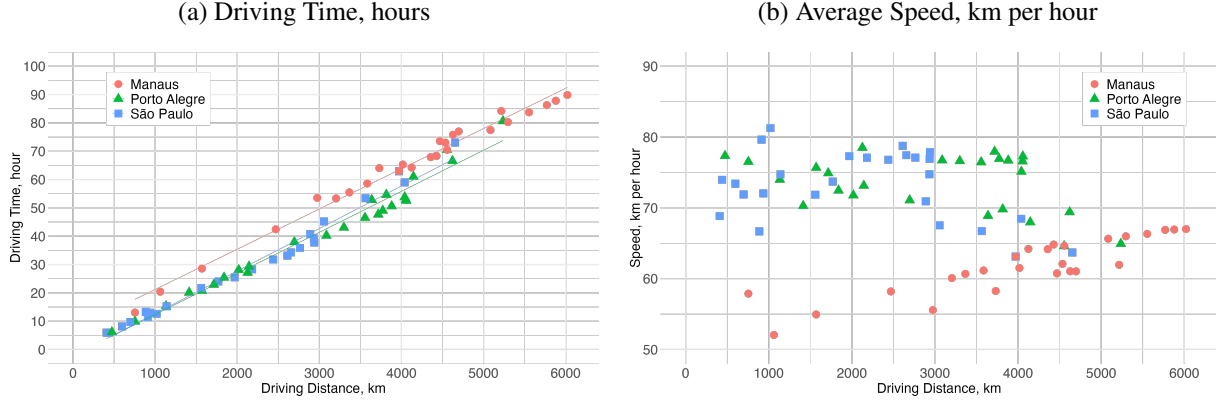 (a) Driving Time, hours
100
90
80
70
60
50
40
30
20
10
0
Driving Time, hour
Manaus
Porto Alegre
São Paulo
0 1000 2000 3000 4000 5000 6000
Driving Distance, km
(b) Average Speed, km per hour
90
80
70
60
50
Speed, km per hour
Manaus
Porto Alegre
São Paulo
0 1000 2000 3000 4000 5000 6000
Driving Distance, km